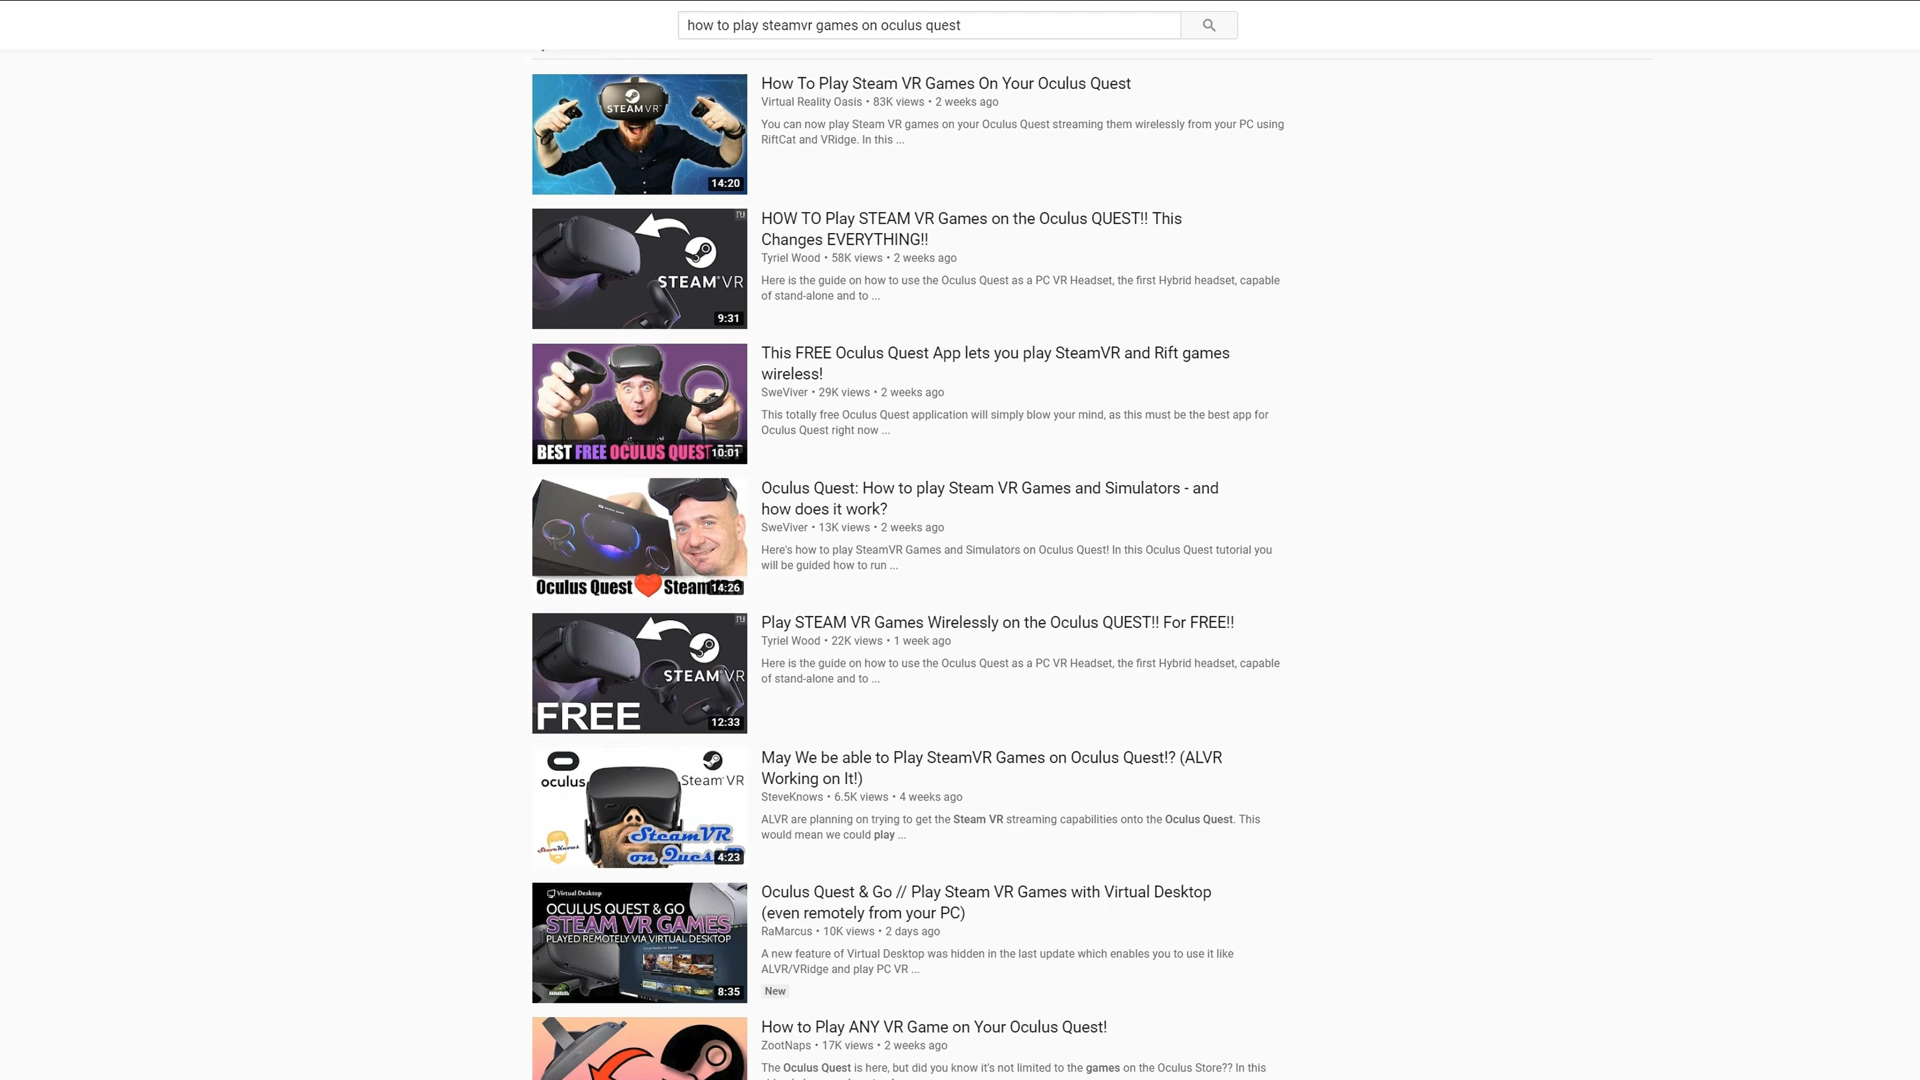 how to play steamvr games on oculus quest
STEAM VR
14:20
How To Play Steam VR Games On Your Oculus Quest
Virtual Reality Oasis • 83K views • 2 weeks ago
You can now play Steam VR games on your Oculus Quest streaming them wirelessly from your PC using
RiftCat and VRidge. In this ...
STEAM VR
9:31
HOW TO Play STEAM VR Games on the Oculus QUEST!! This
Changes EVERYTHING!!
Tyriel Wood • 58K views • 2 weeks ago
Here is the guide on how to use the Oculus Quest as a PC VR Headset, the first Hybrid headset, capable
of stand-alone and to ...
BEST FREE OCULUS QUEST
10:01
This FREE Oculus Quest App lets you play SteamVR and Rift games
wireless!
SweViver • 29K views • 2 weeks ago
This totally free Oculus Quest application will simply blow your mind, as this must be the best app for
Oculus Quest right now ...
Oculus Quest Steam
14:26
Oculus Quest: How to play Steam VR Games and Simulators - and
how does it work?
SweViver • 13K views • 2 weeks ago
Here's how to play SteamVR Games and Simulators on Oculus Quest! In this Oculus Quest tutorial you
will be guided how to run ...
STEAM VR
FREE
12:33
Play STEAM VR Games Wirelessly on the Oculus QUEST!! For FREE!!
Tyriel Wood • 22K views • 1 week ago
Here is the guide on how to use the Oculus Quest as a PC VR Headset, the first Hybrid headset, capable
of stand-alone and to ...
oculus
Steam VR
SteveKnows
SteamVR
on Quest
4:23
May We be able to Play SteamVR Games on Oculus Quest!? (ALVR
Working on It!)
SteveKnows • 6.5K views • 4 weeks ago
ALVR are planning on trying to get the Steam VR streaming capabilities onto the Oculus Quest. This
would mean we could play ...
Virtual Desktop
OCULUS QUEST & GO
STEAM VR GAMES
PLAYED REMOTELY VIA VIRTUAL DESKTOP
8:35
Oculus Quest & Go // Play Steam VR Games with Virtual Desktop
(even remotely from your PC)
RaMarcus • 10K views • 2 days ago
A new feature of Virtual Desktop was hidden in the last update which enables you to use it like
ALVR/VRidge and play PC VR ...
New
How to Play ANY VR Game on Your Oculus Quest!
ZootNaps • 17K views • 2 weeks ago
The Oculus Quest is here, but did you know it's not limited to the games on the Oculus Store?? In this